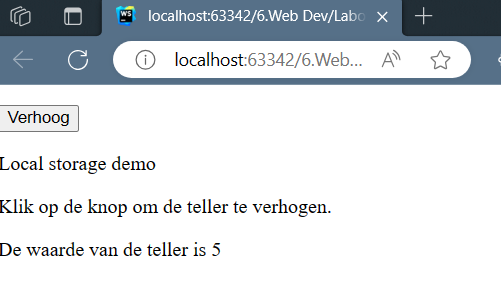 WS
localhost:63342/6.Web Dev/Labo
localhost:63342/6.Web...
A
Verhoog
Local storage demo
Klik op de knop om de teller te verhogen.
De waarde van de teller is 5